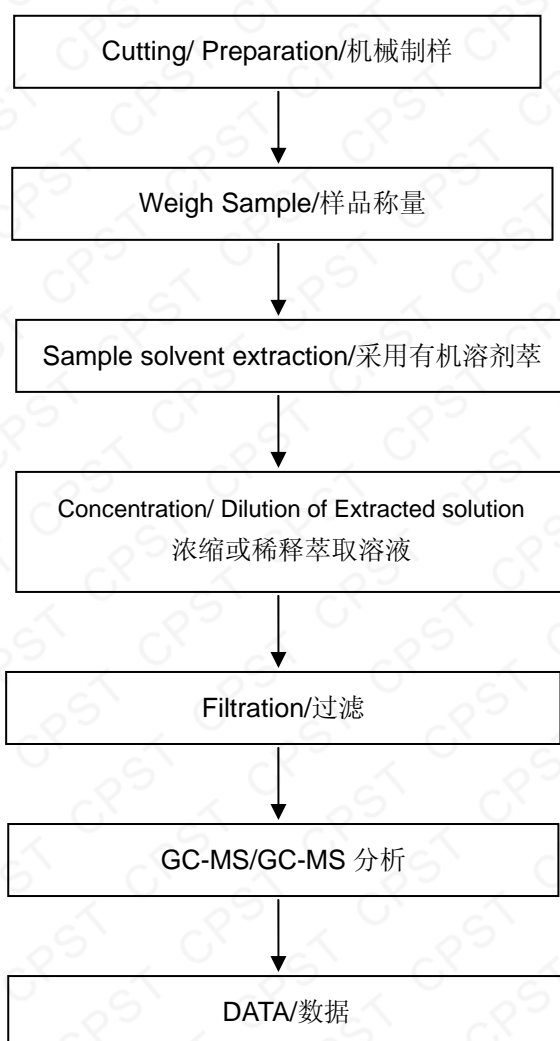 Cutting/ Preparation/机械制样
Weigh Sample/样品称量
Sample solvent extraction/采用有机溶剂萃
Concentration/ Dilution of Extracted solution
浓缩或稀释萃取溶液
Filtration/过滤
GC-MS/GC-MS 分析
DATA/数据